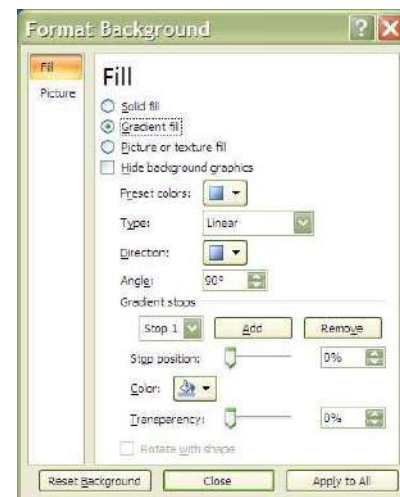 Format Background
Fill
Picture
Fill
Solid fill
Gradient fill
Picture or texture fill
Hide background graphics
Preset colors:
Type: Linear
Direction:
Angle: 90°
Gradient stops
Stop 1 Add Remove
Stop position: 0%
Color:
Transparency: 0%
Rotate with shape
Reset Background Close Apply to All